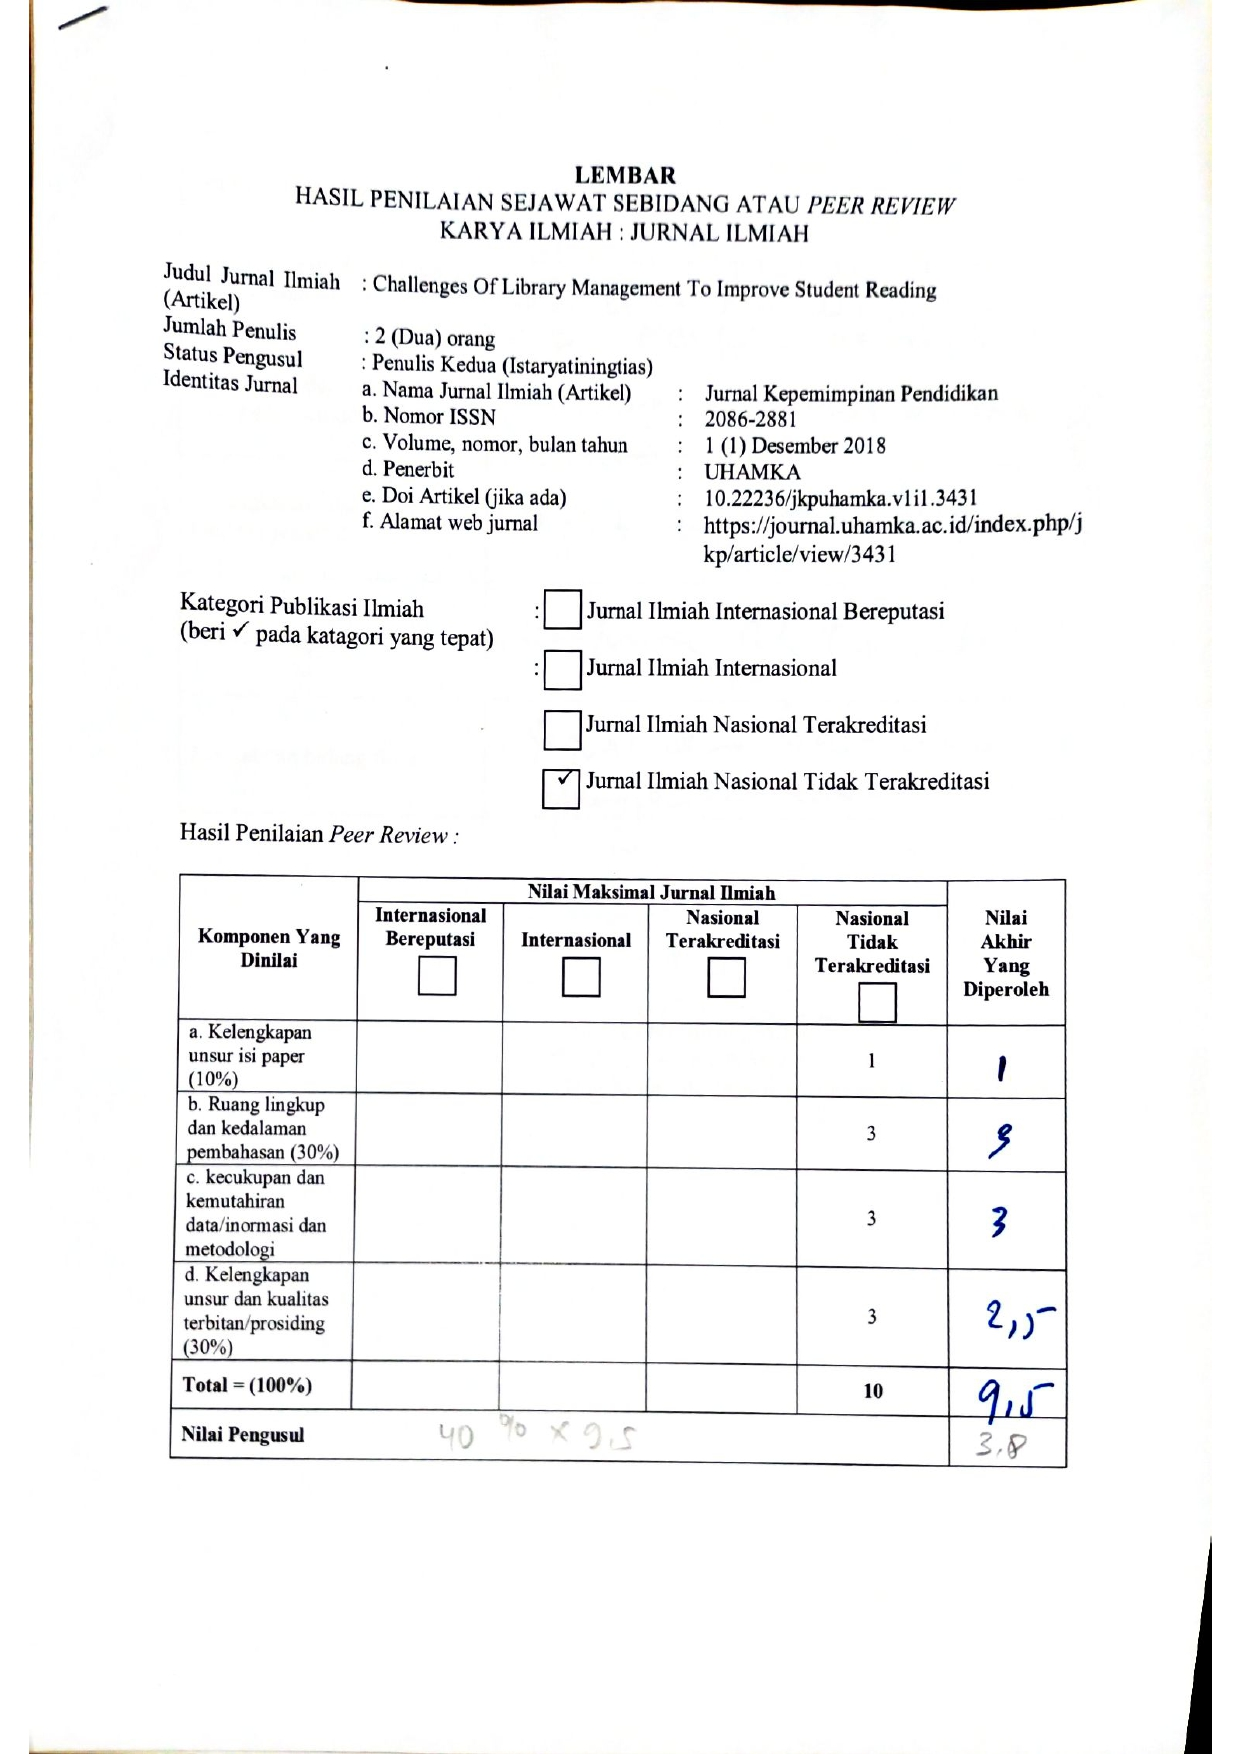 LEMBAR
HASIL PENILAIAN SEJAWAT SEBIDANG ATAU PEER REVIEW
KARYA ILMIAH : JURNAL ILMIAH
Judul Jurnal Ilmiah (Artikel) : Challenges Of Library Management To Improve Student Reading
Jumlah Penulis : 2 (Dua) orang
Status Pengusul : Penulis Kedua (Istaryatiningtias)
Identitas Jurnal a. Nama Jurnal Ilmiah (Artikel) : Jurnal Kepemimpinan Pendidikan
b. Nomor ISSN : 2086-2881
c. Volume, nomor, bulan tahun : 1 (1) Desember 2018
d. Penerbit : UHAMKA
e. Doi Artikel (jika ada) : 10.22236/jkpuhamka.v1i1.3431
f. Alamat web jurnal : https://journal.uhamka.ac.id/index.php/j
kp/article/view/3431
Kategori Publikasi Ilmiah : Jurnal Ilmiah Internasional Bereputasi
(beri ✓ pada katagori yang tepat)
: Jurnal Ilmiah Internasional
Jurnal Ilmiah Nasional Terakreditasi
✓ Jurnal Ilmiah Nasional Tidak Terakreditasi
Hasil Penilaian Peer Review :
Komponen Yang
Dinilai
Nilai Maksimal Jurnal Ilmiah
Internasional
Bereputasi
Internasional
Nasional
Terakreditasi
Nasional
Tidak
Terakreditasi
Nilai
Akhir
Yang
Diperoleh
a. Kelengkapan
unsur isi paper
(10%)
1
1
b. Ruang lingkup
dan kedalaman
pembahasan (30%)
3
3
c. kecukupan dan
kemutahiran
data/inormasi dan
metodologi
3
3
d. Kelengkapan
unsur dan kualitas
terbitan/prosiding
(30%)
3
2,5
Total = (100%)
10
9,5
Nilai Pengusul 40 % x 9.5 3.8